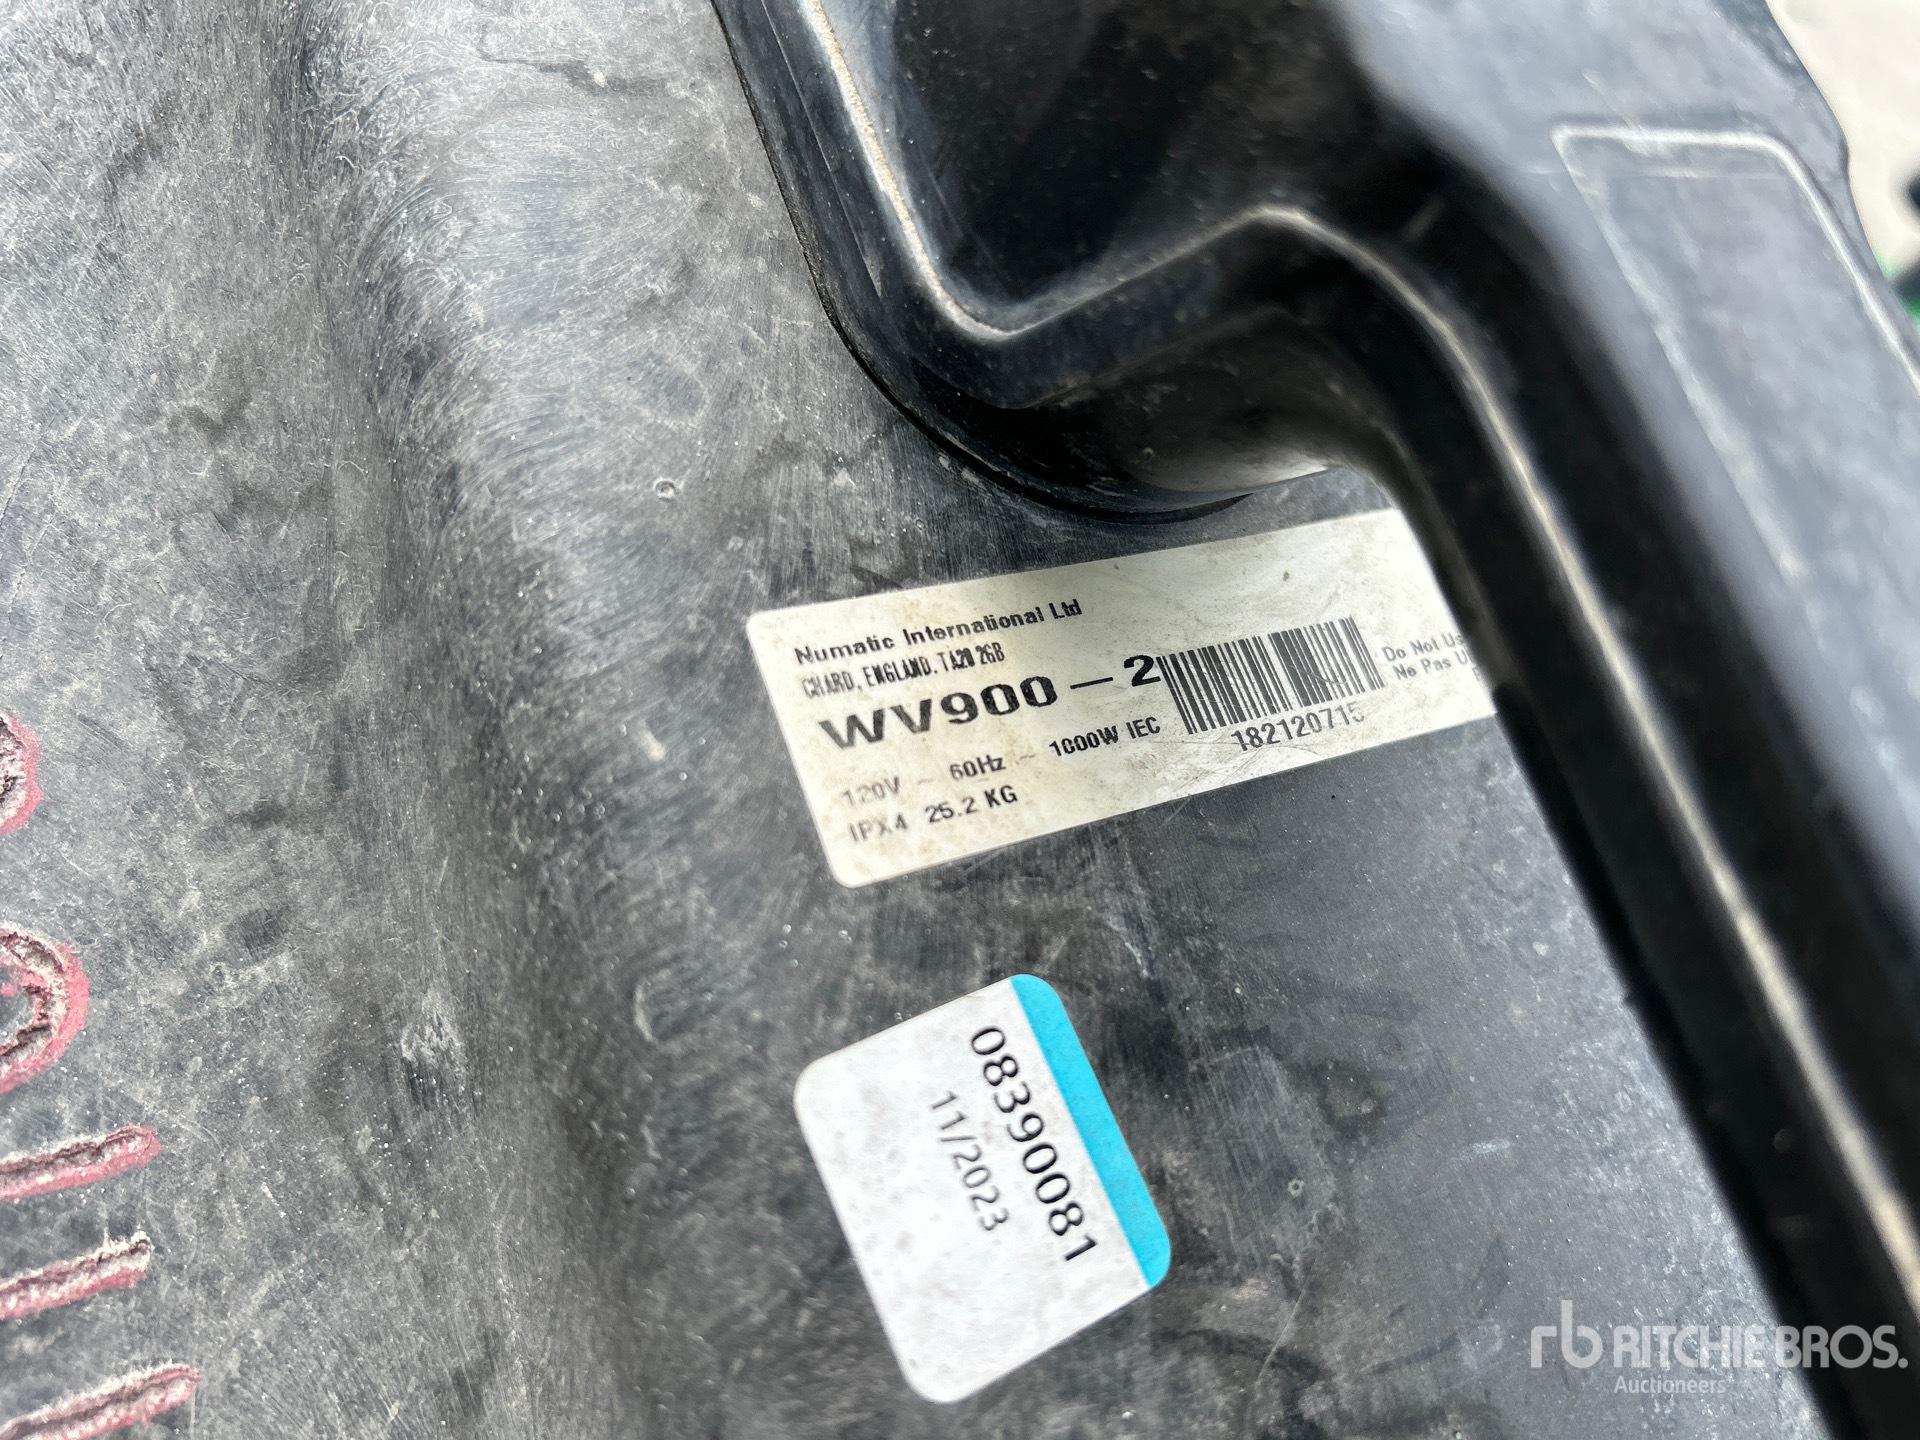 Numatic International Ltd
CHARD, ENGLAND. TA20 2GB
WV900-2
120V ~ 60Hz ~ 1000W IEC
IPX4 25.2 KG
182120715
Do Not
Ne Pas
08390081
11/2023
rb RITCHIE BROS.
Auctioneers